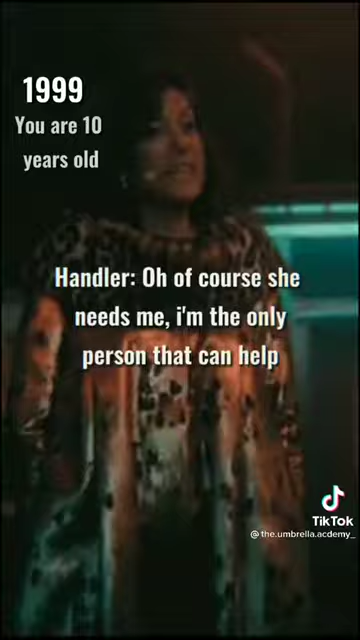 1999
You are 10
years old
Handler: Oh of course she
needs me, i'm the only
person that can help
TikTok
@the.umbrella.acdemy_